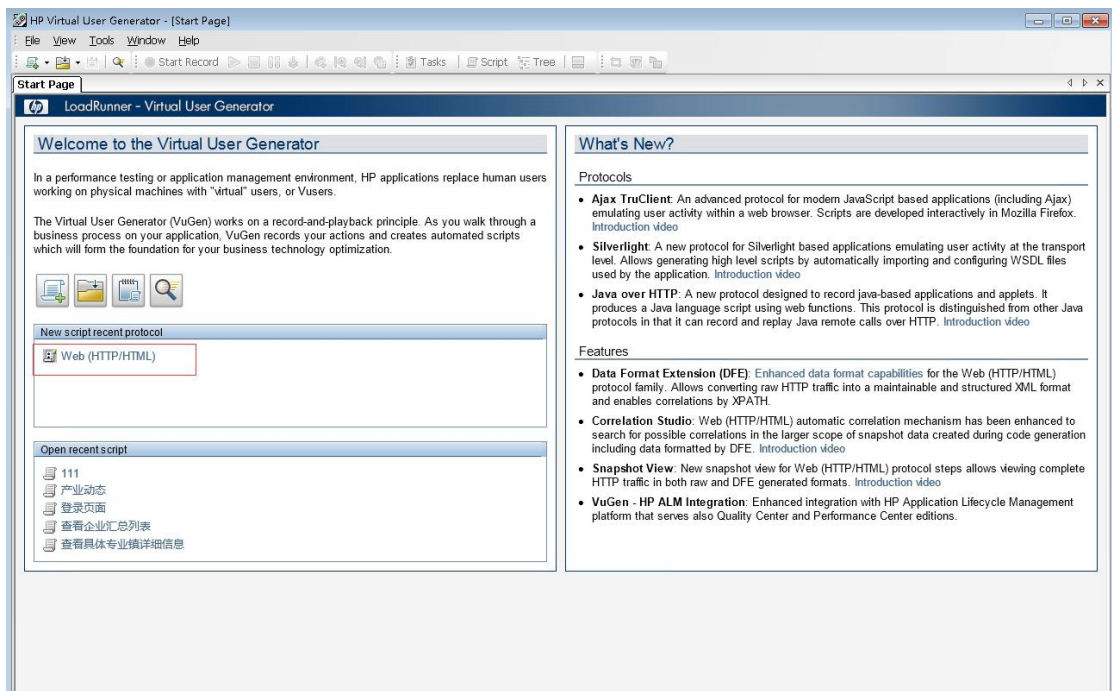 HP Virtual User Generator - [Start Page]
File View Tools Window Help
Start Record Tasks Script Tree
Start Page
hp LoadRunner - Virtual User Generator
Welcome to the Virtual User Generator
In a performance testing or application management environment, HP applications replace human users
working on physical machines with "virtual" users, or Vusers.
The Virtual User Generator (VuGen) works on a record-and-playback principle. As you walk through a
business process on your application, VuGen records your actions and creates automated scripts
which will form the foundation for your business technology optimization.
New script recent protocol
Web (HTTP/HTML)
Open recent script
111
产业动态
登录页面
查看企业汇总列表
查看具体专业镇详细信息
What's New?
Protocols
• Ajax TruClient: An advanced protocol for modern JavaScript based applications (including Ajax)
emulating user activity within a web browser. Scripts are developed interactively in Mozilla Firefox.
Introduction video
• Silverlight: A new protocol for Silverlight based applications emulating user activity at the transport
level. Allows generating high level scripts by automatically importing and configuring WSDL files
used by the application. Introduction video
• Java over HTTP: A new protocol designed to record java-based applications and applets. It
produces a Java language script using web functions. This protocol is distinguished from other Java
protocols in that it can record and replay Java remote calls over HTTP. Introduction video
Features
• Data Format Extension (DFE): Enhanced data format capabilities for the Web (HTTP/HTML)
protocol family. Allows converting raw HTTP traffic into a maintainable and structured XML format
and enables correlations by XPATH.
• Correlation Studio: Web (HTTP/HTML) automatic correlation mechanism has been enhanced to
search for possible correlations in the larger scope of snapshot data created during code generation
including data formatted by DFE. Introduction video
• Snapshot View: New snapshot view for Web (HTTP/HTML) protocol steps allows viewing complete
HTTP traffic in both raw and DFE generated formats. Introduction video
• VuGen - HP ALM Integration: Enhanced integration with HP Application Lifecycle Management
platform that serves also Quality Center and Performance Center editions.